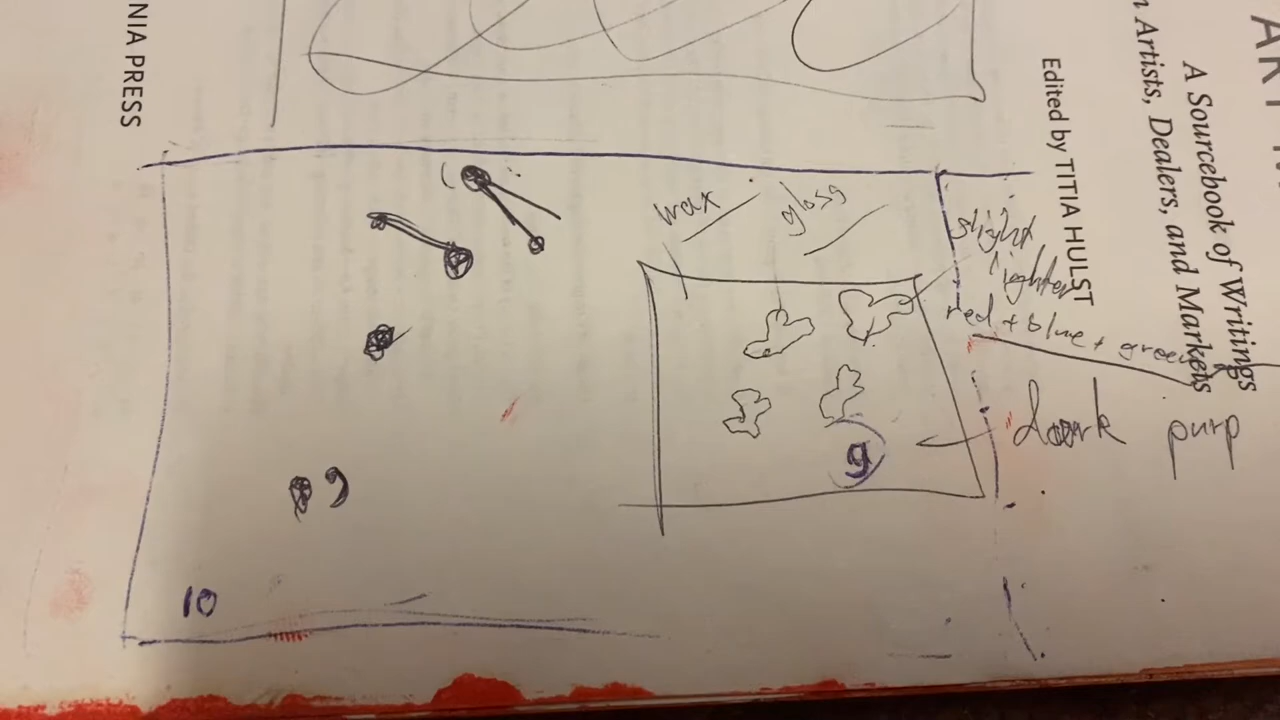 NIA PRESS
A Sourcebook of Writings
Artists, Dealers, and Markets
Edited by TITIA HULST
wax
gloss
slight
lighter
red + blue + green
dark purp
g
10